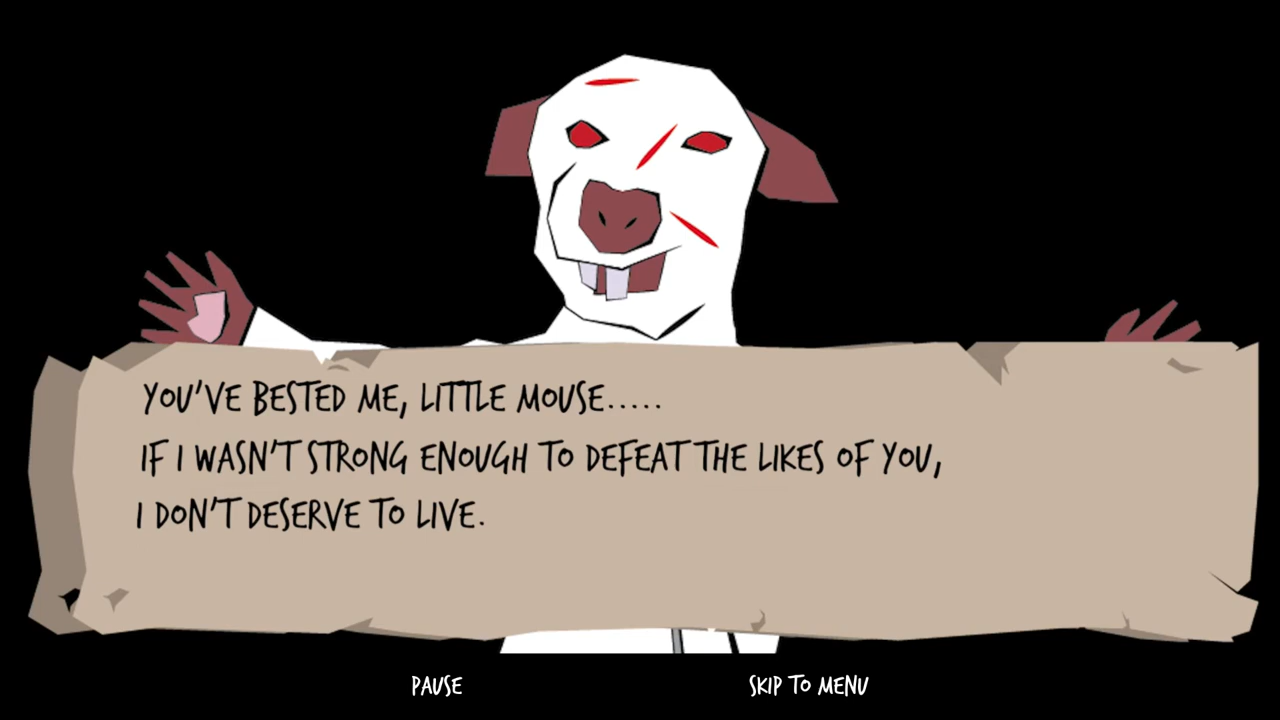 YOU'VE BESTED ME, LITTLE MOUSE.....
IF I WASN'T STRONG ENOUGH TO DEFEAT THE LIKES OF YOU,
I DON'T DESERVE TO LIVE.
PAUSE
SKIP TO MENU